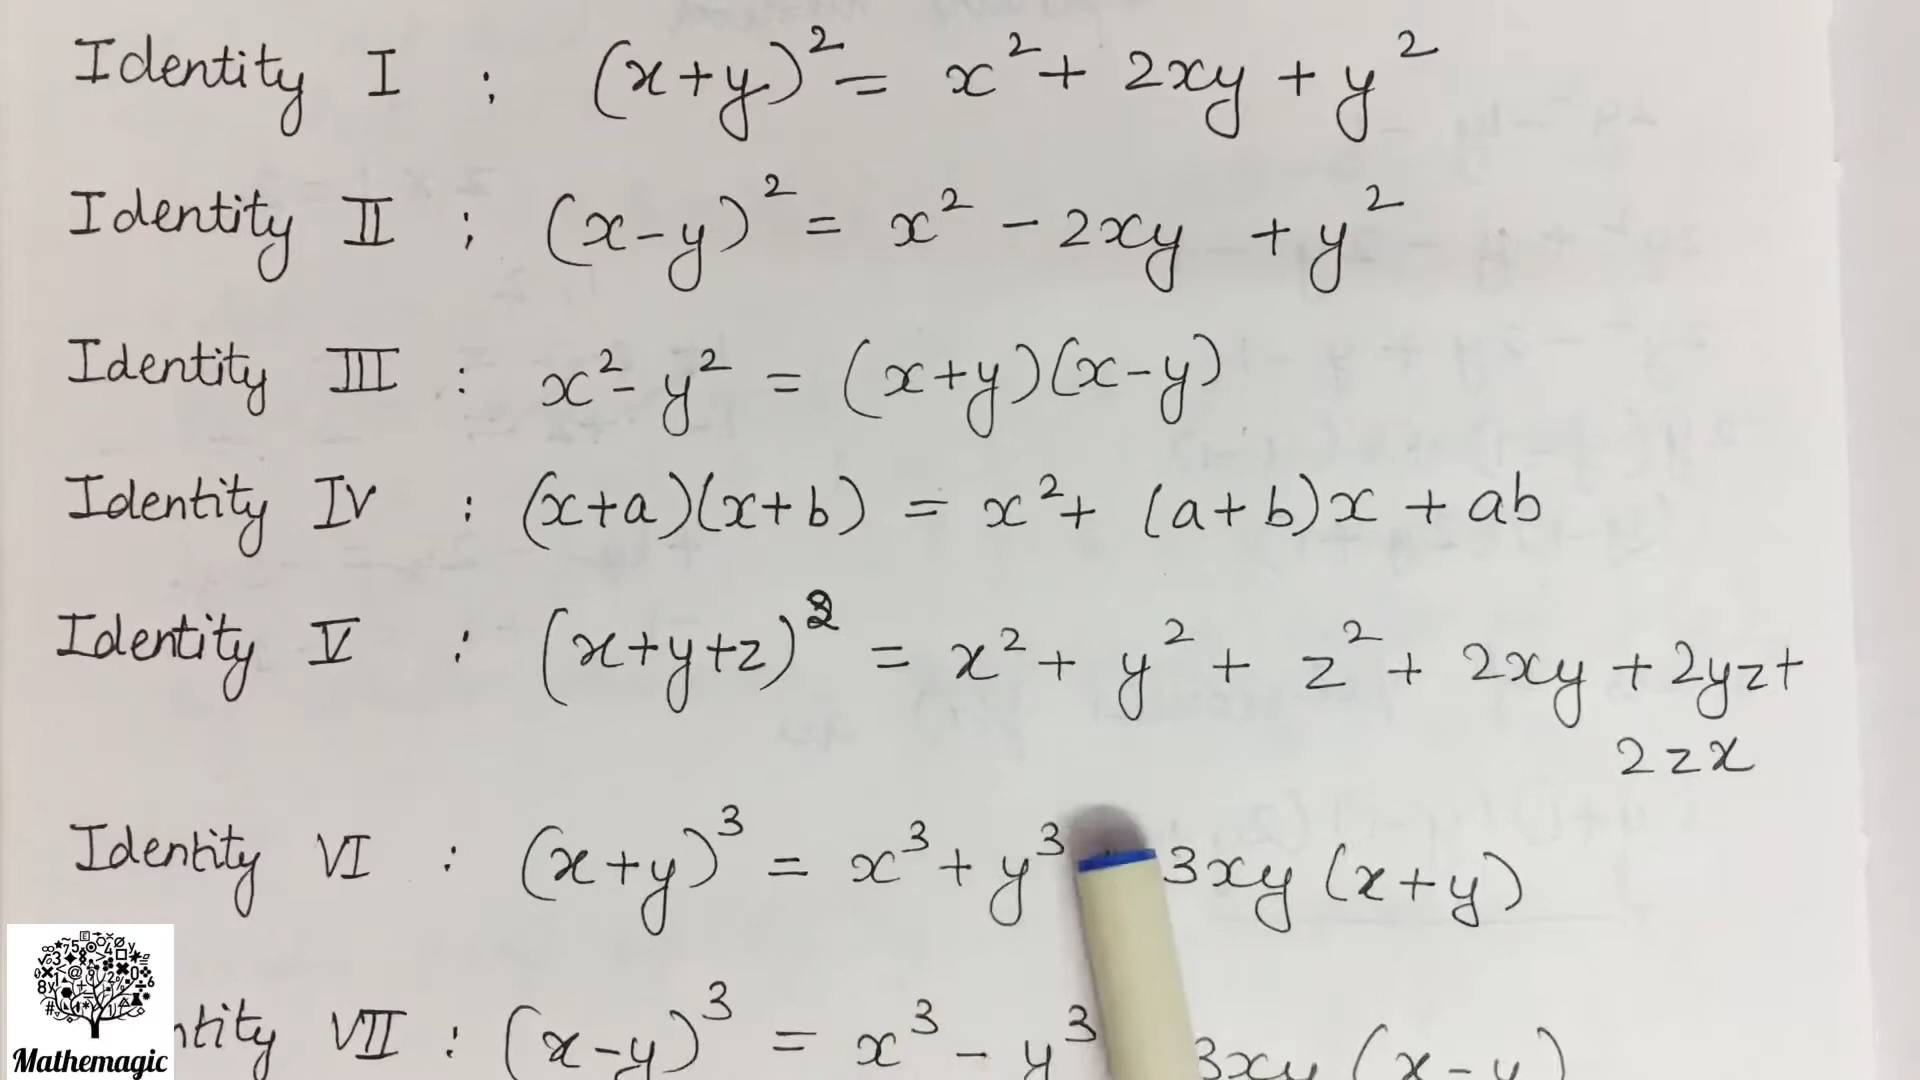 Identity I : (x+y)² = x² + 2xy + y²
Identity II : (x-y)² = x² - 2xy + y²
Identity III : x² - y² = (x+y)(x-y)
Identity IV : (x+a)(x+b) = x² + (a+b)x + ab
Identity V : (x+y+z)² = x² + y² + z² + 2xy + 2yz +
2zx
Identity VI : (x+y)³ = x³ + y³ 3xy (x+y)
ntity VII : (x-y)³ = x³ - y³ 3xy (x-y)
Mathemagic